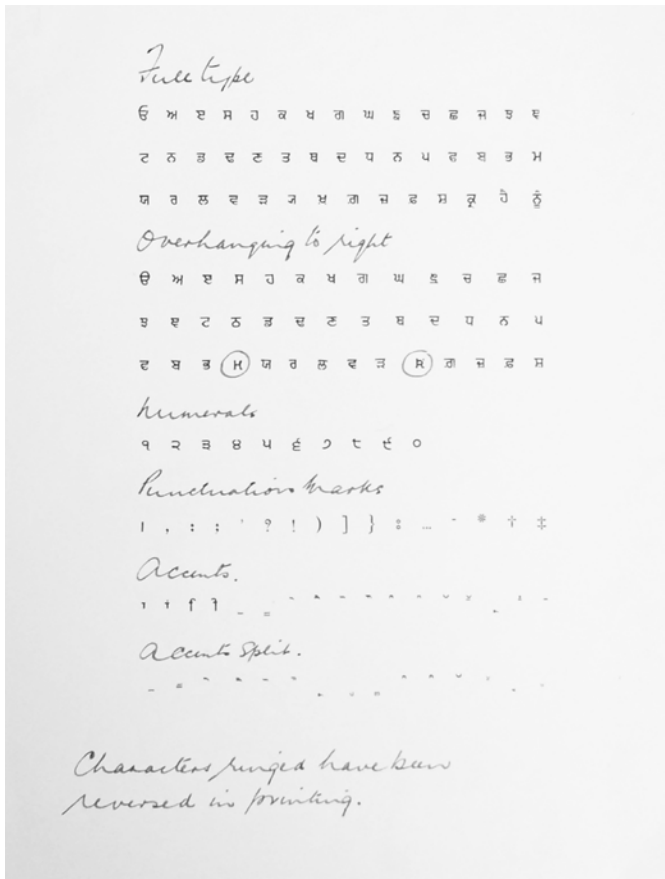 Full type
ਓ ਅ ੲ ਸ ਹ ਕ ਖ ਗ ਘ ਙ ਚ ਛ ਜ ਝ ਞ
ਟ ਠ ਡ ਢ ਣ ਤ ਥ ਦ ਧ ਨ ਪ ਫ ਬ ਭ ਮ
ਯ ਰ ਲ ਵ ੜ ਖ਼ ਗ਼ ਜ਼ ਫ਼ ਸ਼ ਹੈ ਨੂੰ
Overhanging to right
ੳ ਅ ੲ ਸ ਹ ਕ ਖ ਗ ਘ ਙ ਚ ਛ ਜ
ਝ ਞ ਟ ਠ ਡ ਢ ਣ ਤ ਥ ਦ ਧ ਨ ਪ
ਫ ਬ ਭ ਮ ਯ ਰ ਲ ਵ ੜ ਗ਼ ਜ਼ ਫ਼ ਸ਼
Numerals
੧ ੨ ੩ ੪ ੫ ੬ ੭ ੮ ੯ ੦
Punctuation Marks
। , : ; ' ? ! ) ] } ° … - * † ‡
Accents.
Accents Split.
Characters ringed have been
reversed in printing.